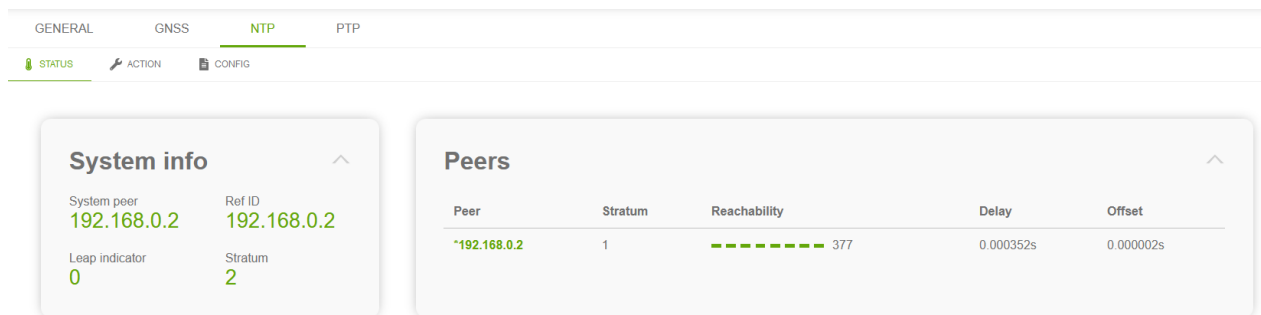 GENERAL GNSS NTP PTP
STATUS ACTION CONFIG
System info
System peer Ref ID
192.168.0.2 192.168.0.2
Leap indicator Stratum
0 2
Peers
Peer Stratum Reachability Delay Offset
*192.168.0.2 1 377 0.000352s 0.000002s